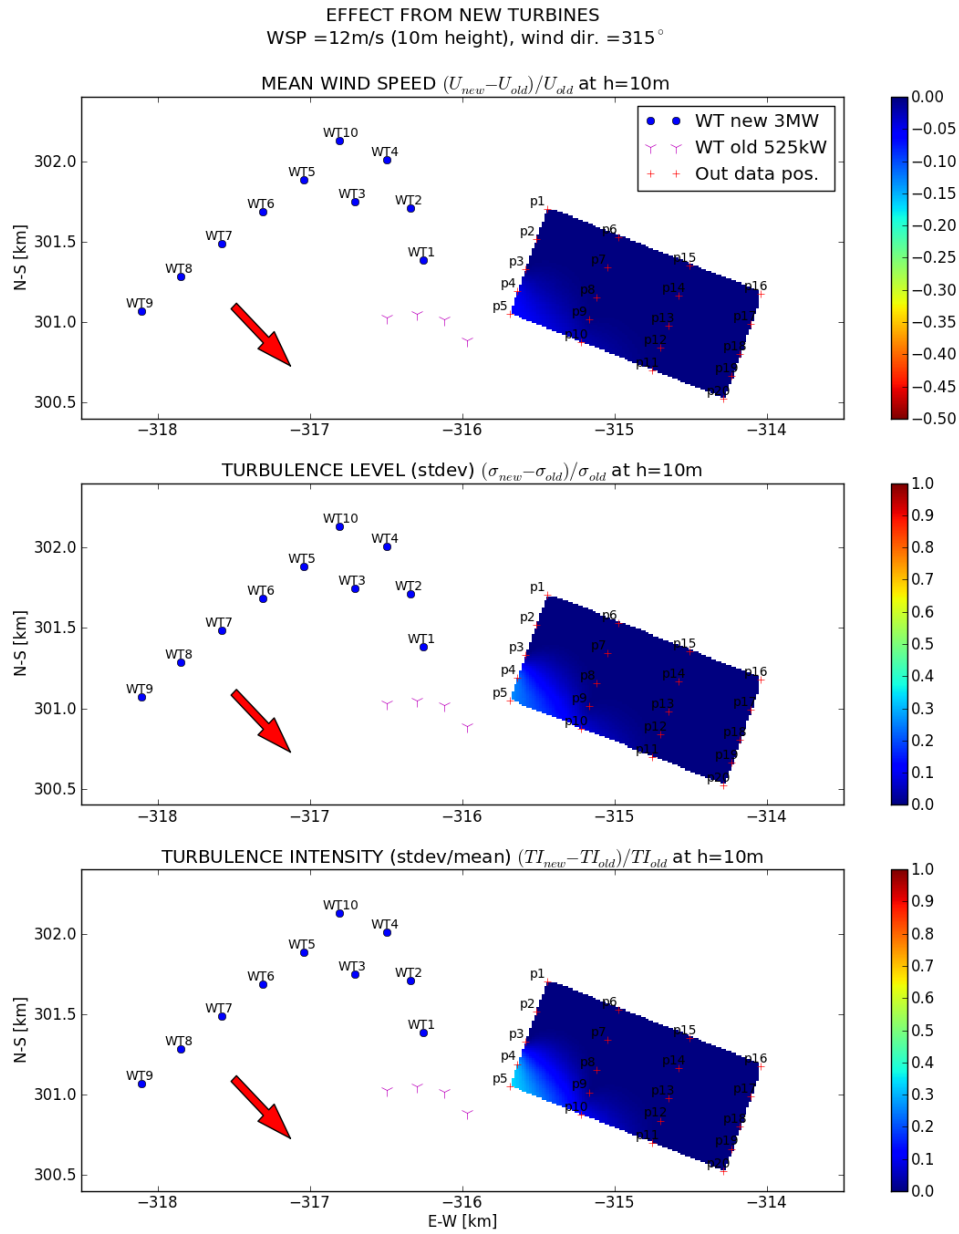 EFFECT FROM NEW TURBINES
WSP =12m/s (10m height), wind dir. =315°
MEAN WIND SPEED (U_new−U_old)/U_old at h=10m
WT new 3MW
WT old 525kW
Out data pos.
WT10
WT4
WT5
WT3
WT2
WT6
WT7
WT1
WT8
WT9
p1
p2
p3
p4
p5
p6
p7
p8
p9
p10
p11
p12
p13
p14
p15
p16
p18
p19
p20
N-S [km]
302.0
301.5
301.0
300.5
−318
−317
−316
−315
−314
0.00
−0.05
−0.10
−0.15
−0.20
−0.25
−0.30
−0.35
−0.40
−0.45
−0.50
TURBULENCE LEVEL (stdev) (σ_new−σ_old)/σ_old at h=10m
WT10
WT4
WT5
WT3
WT2
WT6
WT7
WT1
WT8
WT9
p1
p2
p3
p4
p5
p6
p7
p8
p9
p10
p11
p12
p13
p14
p15
p16
p18
p19
p20
N-S [km]
302.0
301.5
301.0
300.5
−318
−317
−316
−315
−314
1.0
0.9
0.8
0.7
0.6
0.5
0.4
0.3
0.2
0.1
0.0
TURBULENCE INTENSITY (stdev/mean) (TI_new−TI_old)/TI_old at h=10m
WT10
WT4
WT5
WT3
WT2
WT6
WT7
WT1
WT8
WT9
p1
p2
p3
p4
p5
p6
p7
p8
p9
p10
p11
p12
p13
p14
p15
p16
p18
p19
p20
N-S [km]
302.0
301.5
301.0
300.5
−318
−317
−316
−315
−314
E-W [km]
1.0
0.9
0.8
0.7
0.6
0.5
0.4
0.3
0.2
0.1
0.0